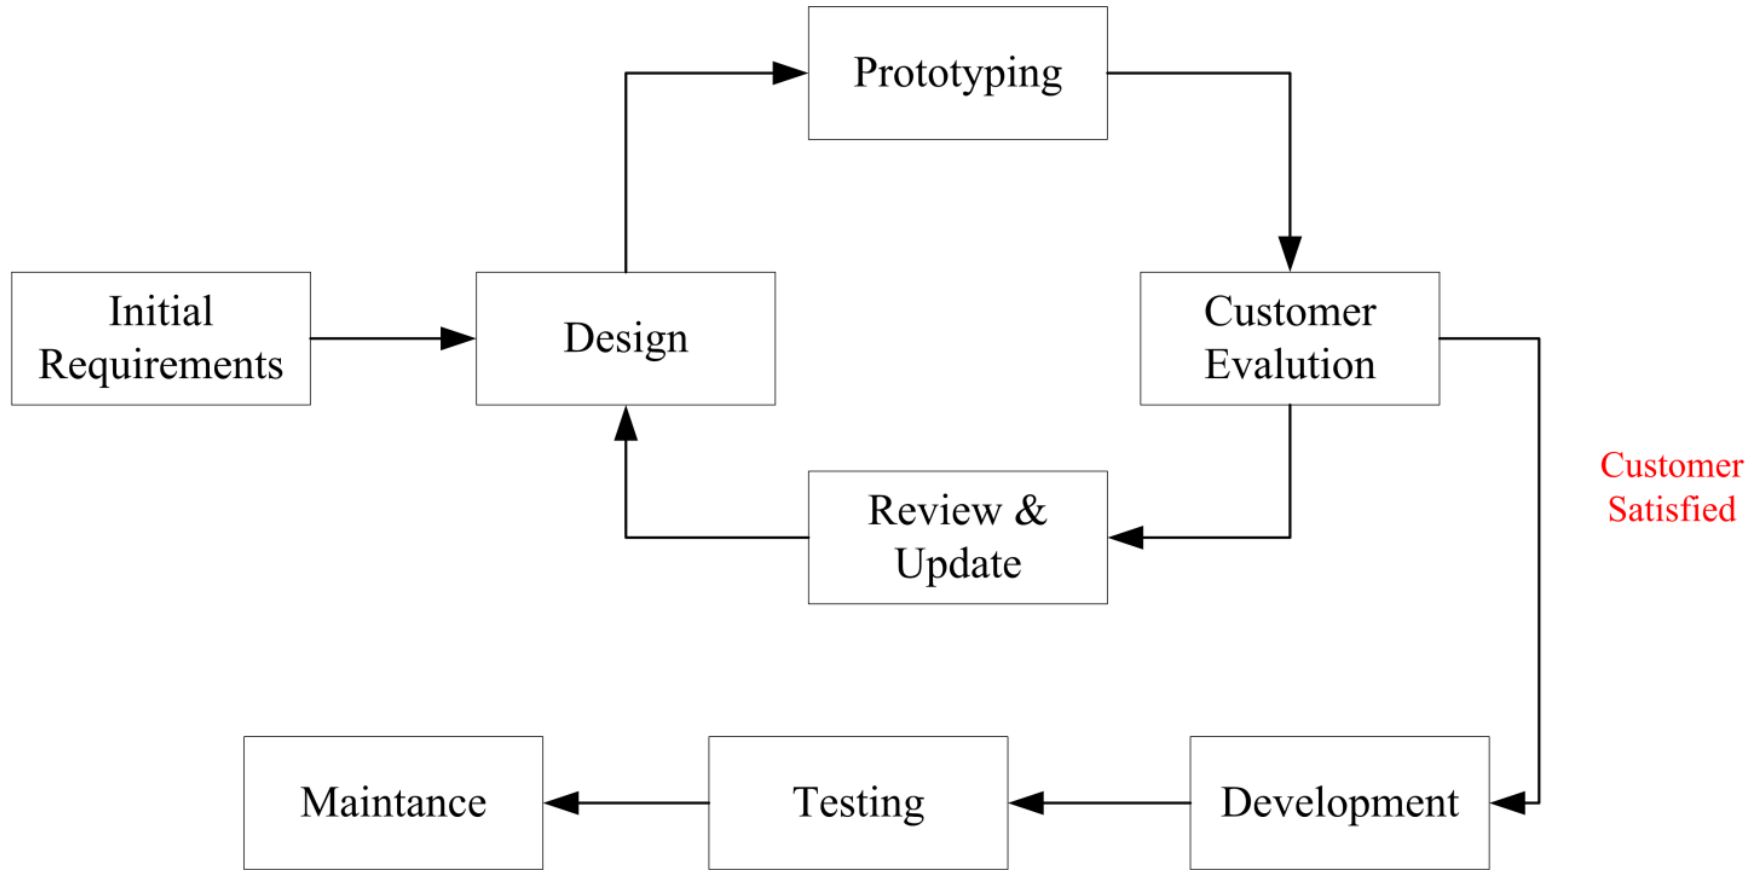 Prototyping
Initial
Requirements
Design
Customer
Evalution
Review &
Update
Customer
Satisfied
Maintance
Testing
Development